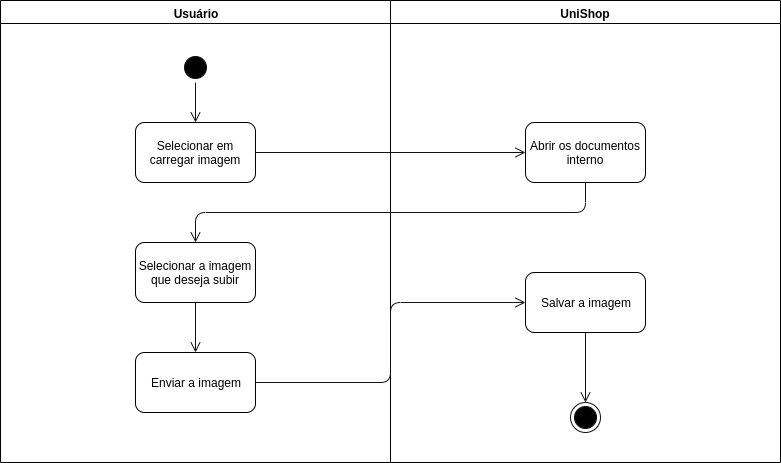 Usuário
UniShop
Selecionar em
carregar imagem
Abrir os documentos
interno
Selecionar a imagem
que deseja subir
Salvar a imagem
Enviar a imagem